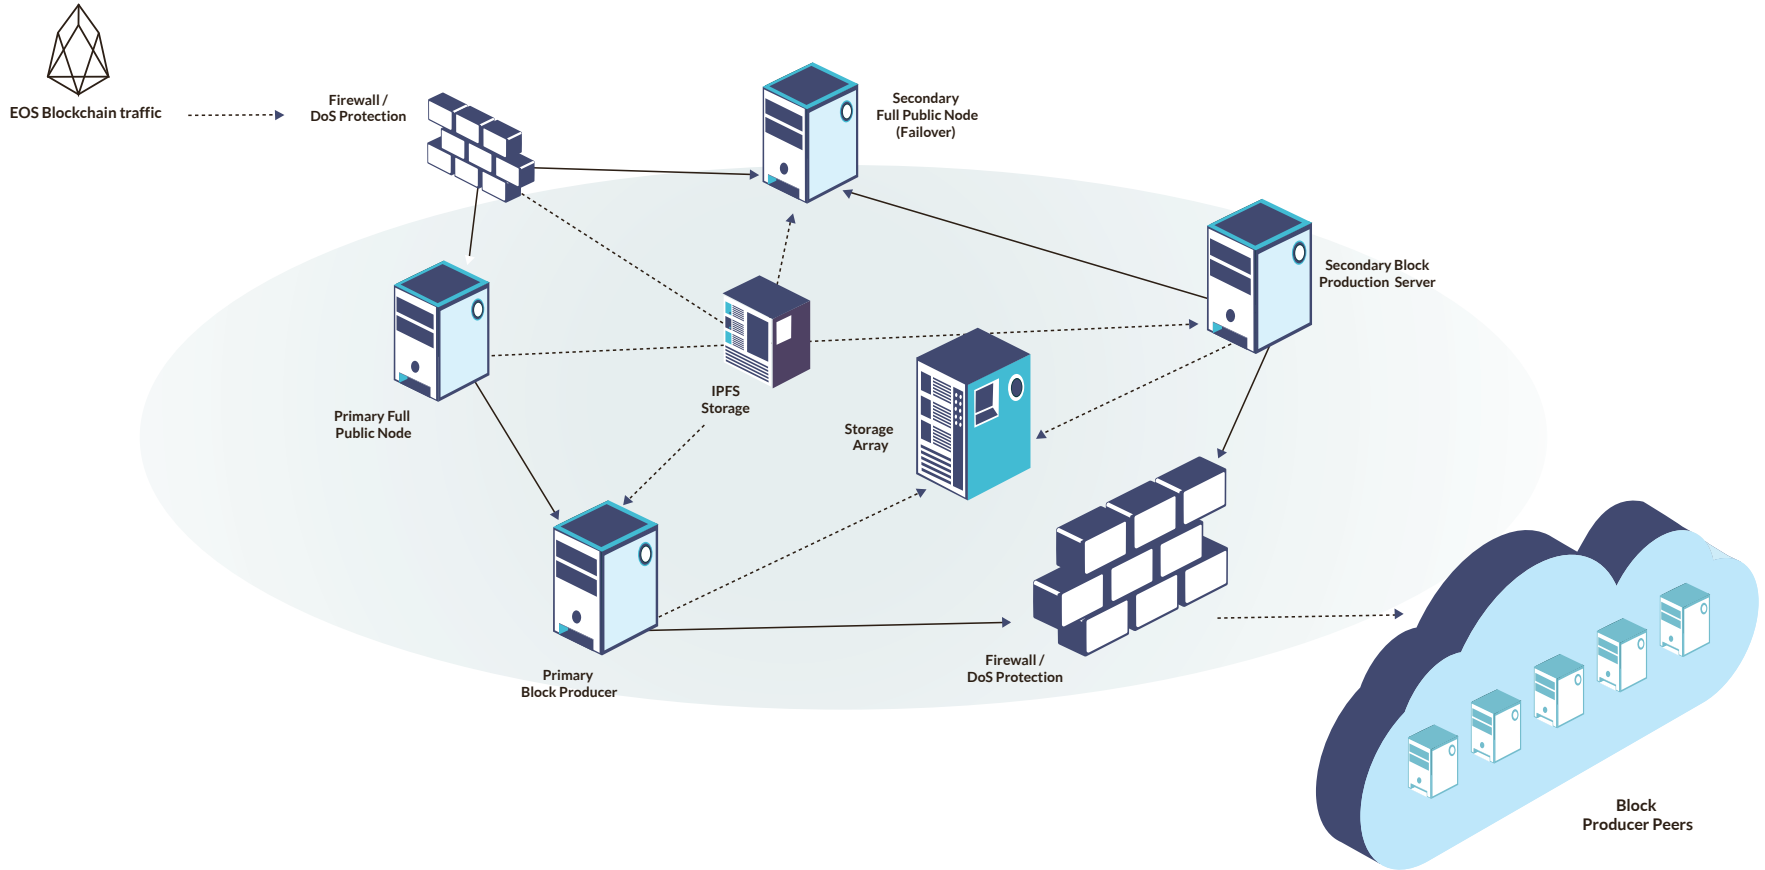 EOS Blockchain traffic
Firewall /
DoS Protection
Secondary
Full Public Node
(Failover)
Secondary Block
Production Server
Primary Full
Public Node
IPFS
Storage
Storage
Array
Primary
Block Producer
Firewall /
DoS Protection
Block
Producer Peers